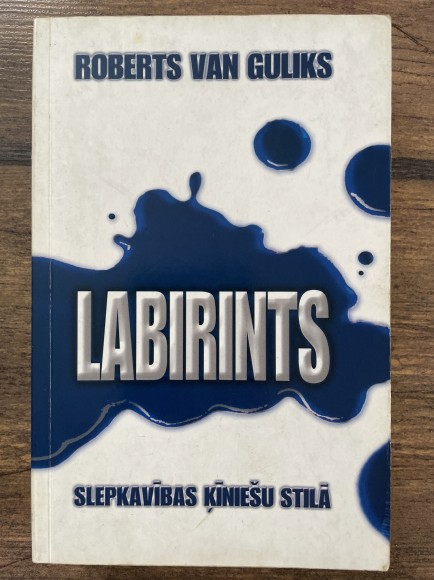 ROBERTS VAN GULIKS
LABIRINTS
SLEPKAVĪBAS ĶĪNIEŠU STILĀ